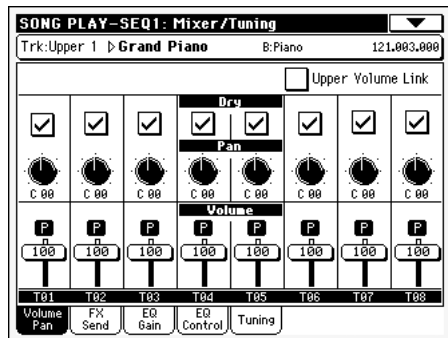 SONG PLAY-SEQ1: Mixer/Tuning
Trk:Upper 1 ▷Grand Piano B:Piano 121.003.000
Upper Volume Link
Dry
Pan
C 00 C 00 C 00 C 00 C 00 C 00 C 00 C 00
Volume
P P P P P P P P
100 100 100 100 100 100 100 100
T01 T02 T03 T04 T05 T06 T07 T08
Volume Pan
FX Send
EQ Gain
EQ Control
Tuning